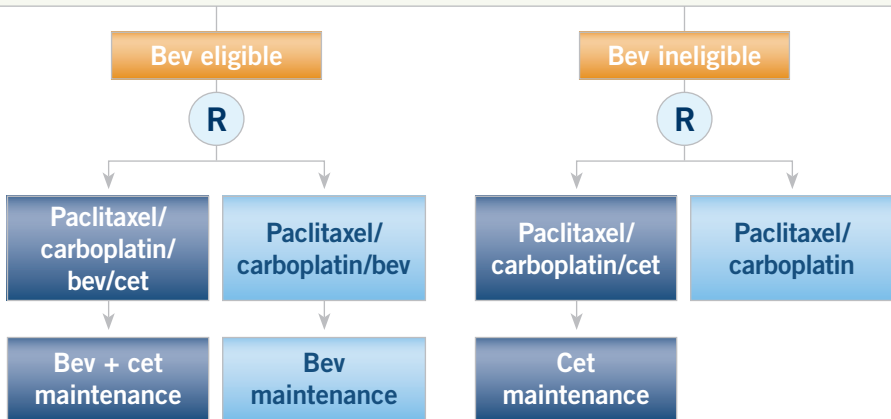 Bev eligible
Bev ineligible
R
R
Paclitaxel/
carboplatin/
bev/cet
Paclitaxel/
carboplatin/bev
Paclitaxel/
carboplatin/cet
Paclitaxel/
carboplatin
Bev + cet
maintenance
Bev
maintenance
Cet
maintenance